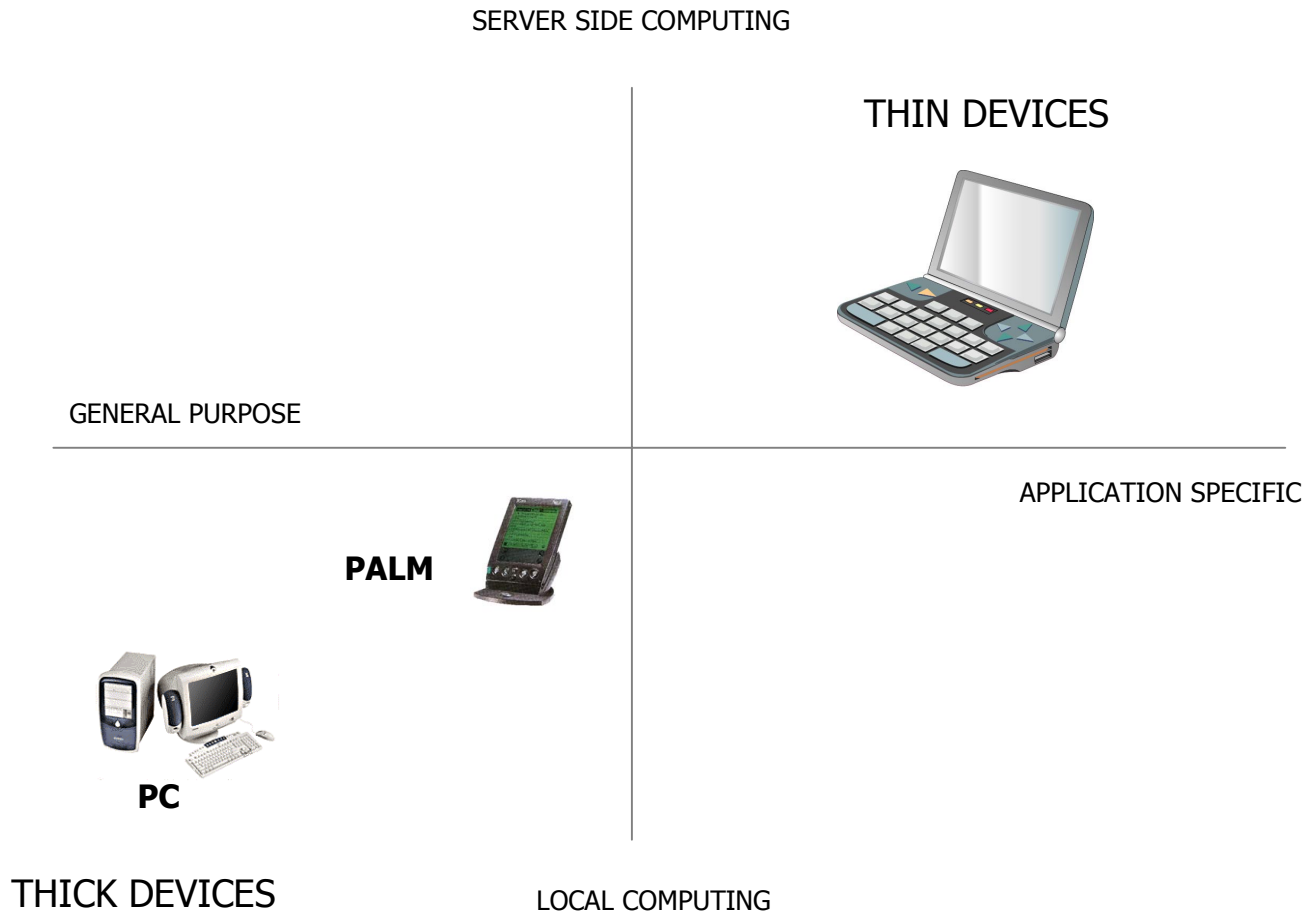 SERVER SIDE COMPUTING
THIN DEVICES
GENERAL PURPOSE
APPLICATION SPECIFIC
PALM
PC
THICK DEVICES
LOCAL COMPUTING